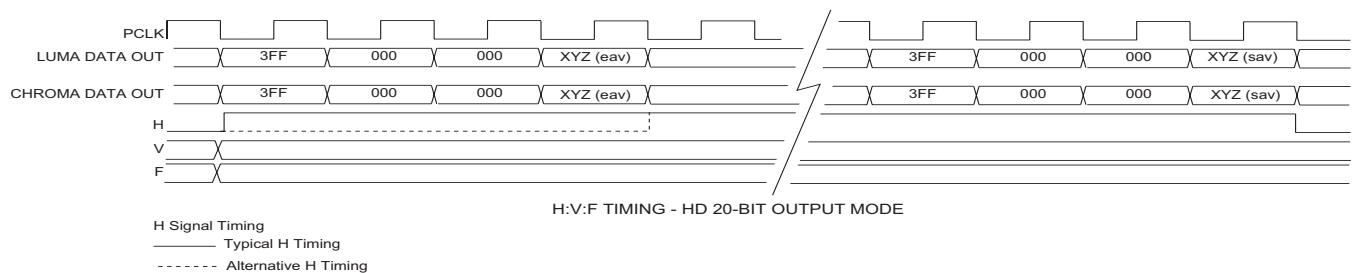 PCLK
LUMA DATA OUT 3FF 000 000 XYZ (eav) 3FF 000 000 XYZ (sav)
CHROMA DATA OUT 3FF 000 000 XYZ (eav) 3FF 000 000 XYZ (sav)
H
V
F
H:V:F TIMING - HD 20-BIT OUTPUT MODE
H Signal Timing
Typical H Timing
Alternative H Timing